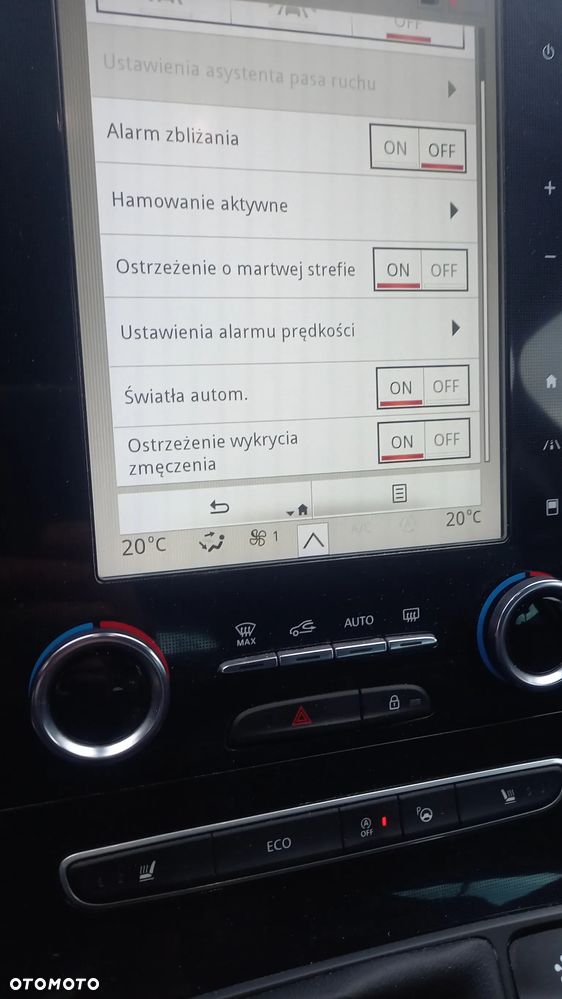 OFF
Ustawienia asystenta pasa ruchu
Alarm zbliżania
ON OFF
Hamowanie aktywne
Ostrzeżenie o martwej strefie
ON OFF
Ustawienia alarmu prędkości
Światła autom.
ON OFF
Ostrzeżenie wykrycia
zmęczenia
ON OFF
20°C
1
A/C
20°C
MAX
AUTO
ECO
A
OFF
P
OTOMOTO